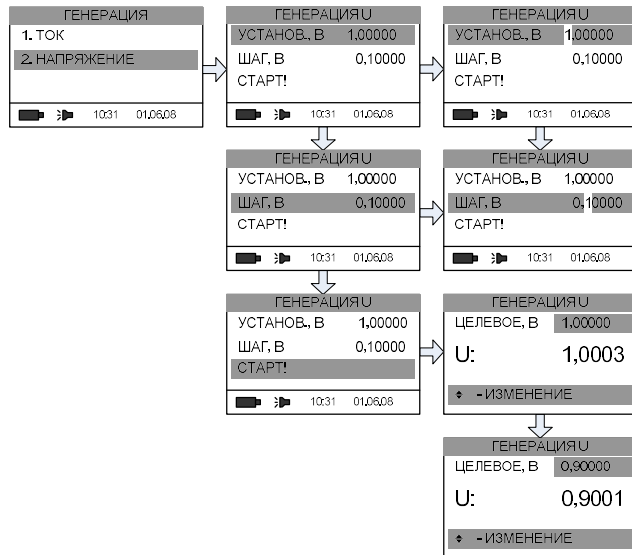 ГЕНЕРАЦИЯ
1. ТОК
2. НАПРЯЖЕНИЕ
10:31 01.06.08
ГЕНЕРАЦИЯ U
УСТАНОВ., В 1,00000
ШАГ, В 0,10000
СТАРТ!
10:31 01.06.08
ГЕНЕРАЦИЯ U
УСТАНОВ., В 1,00000
ШАГ, В 0,10000
СТАРТ!
10:31 01.06.08
ГЕНЕРАЦИЯ U
УСТАНОВ., В 1,00000
ШАГ, В 0,10000
СТАРТ!
10:31 01.06.08
ГЕНЕРАЦИЯ U
УСТАНОВ., В 1,00000
ШАГ, В 0,10000
СТАРТ!
10:31 01.06.08
ГЕНЕРАЦИЯ U
УСТАНОВ., В 1,00000
ШАГ, В 0,10000
СТАРТ!
10:31 01.06.08
ГЕНЕРАЦИЯ U
ЦЕЛЕВОЕ, В 1,00000
U: 1,0003
- ИЗМЕНЕНИЕ
ГЕНЕРАЦИЯ U
ЦЕЛЕВОЕ, В 0,90000
U: 0,9001
- ИЗМЕНЕНИЕ